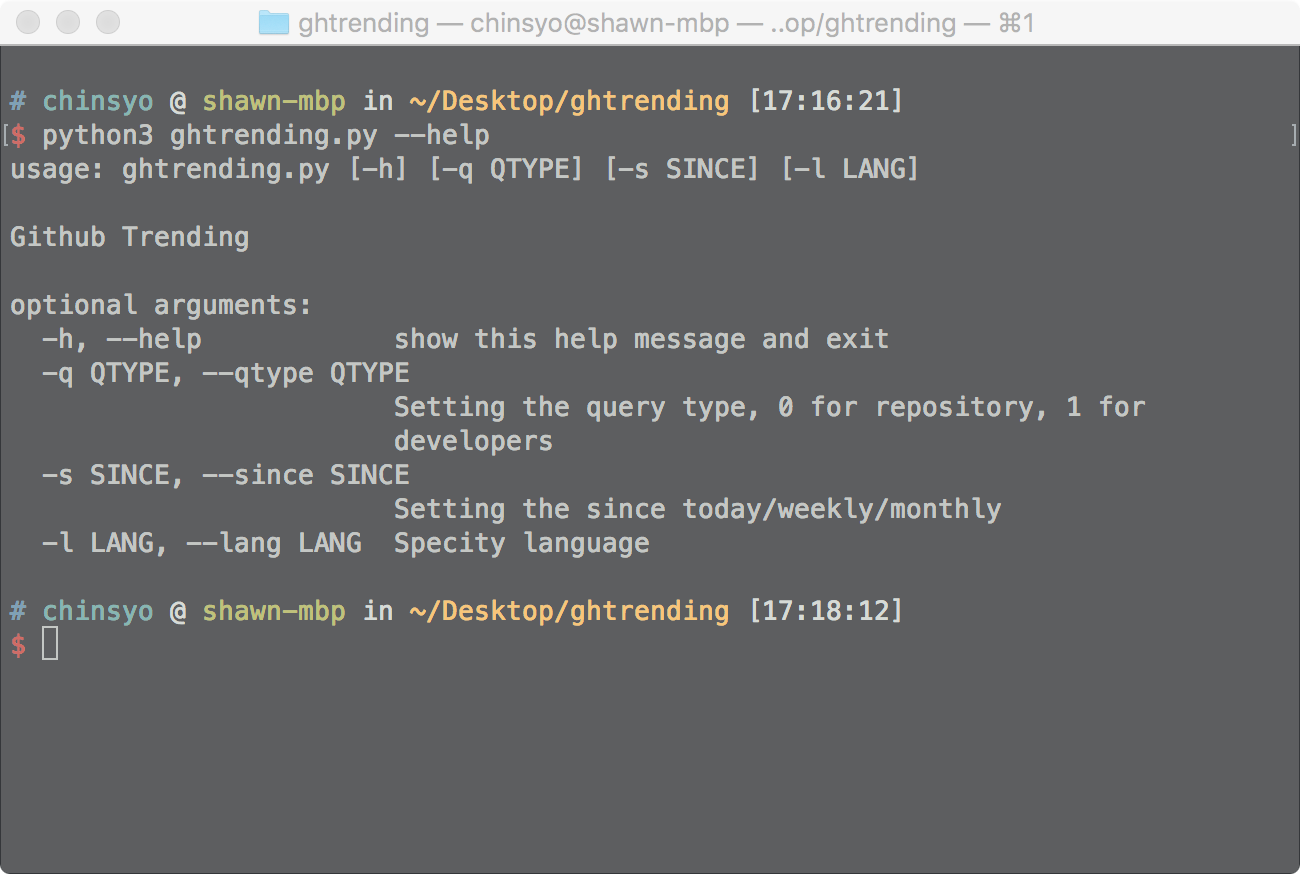 ghtrending — chinsyo@shawn-mbp — ..op/ghtrending — ⌘1
# chinsyo @ shawn-mbp in ~/Desktop/ghtrending [17:16:21]
[$ python3 ghtrending.py --help ]
usage: ghtrending.py [-h] [-q QTYPE] [-s SINCE] [-l LANG]
Github Trending
optional arguments:
-h, --help show this help message and exit
-q QTYPE, --qtype QTYPE
Setting the query type, 0 for repository, 1 for
developers
-s SINCE, --since SINCE
Setting the since today/weekly/monthly
-l LANG, --lang LANG Specity language
# chinsyo @ shawn-mbp in ~/Desktop/ghtrending [17:18:12]
$